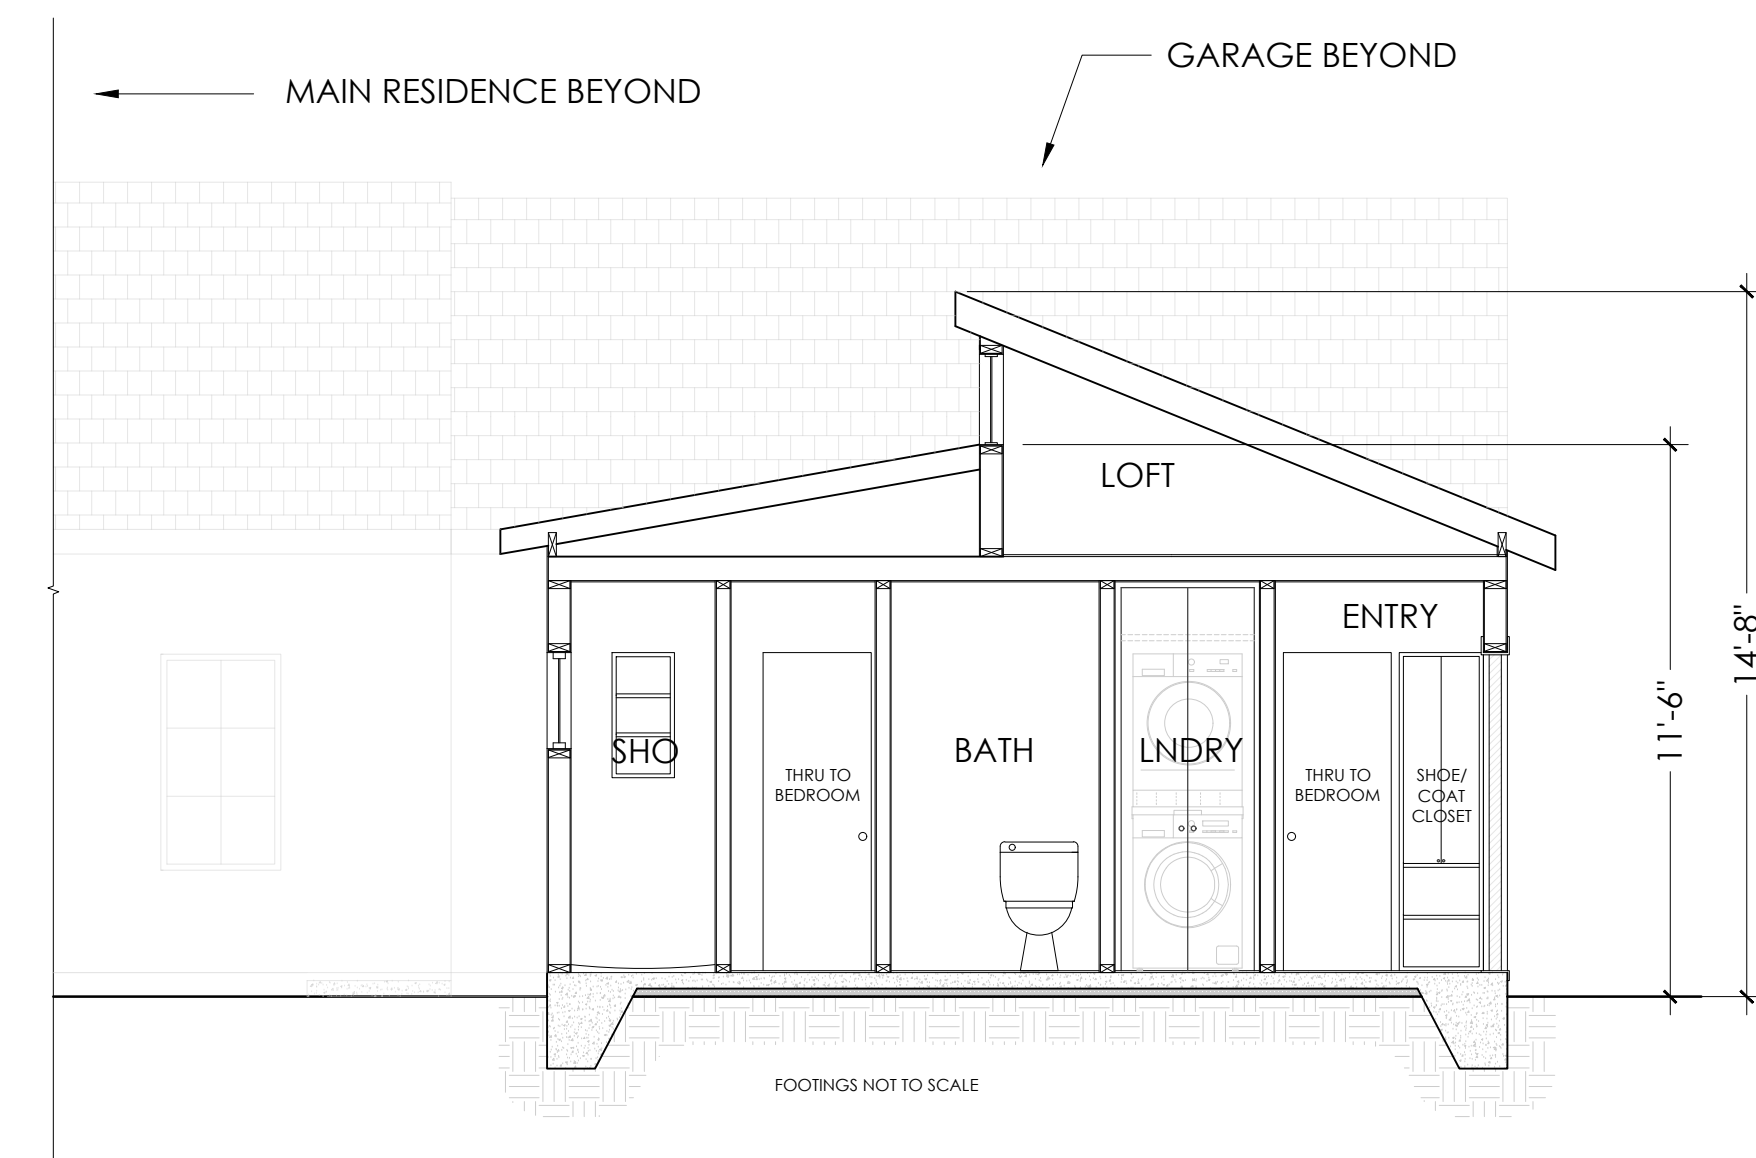 GARAGE BEYOND
MAIN RESIDENCE BEYOND
LOFT
ENTRY
14'-8"
11'-6"
SHO
BATH
LNDRY
THRU TO
BEDROOM
THRU TO
BEDROOM
SHOE/
COAT
CLOSET
FOOTINGS NOT TO SCALE